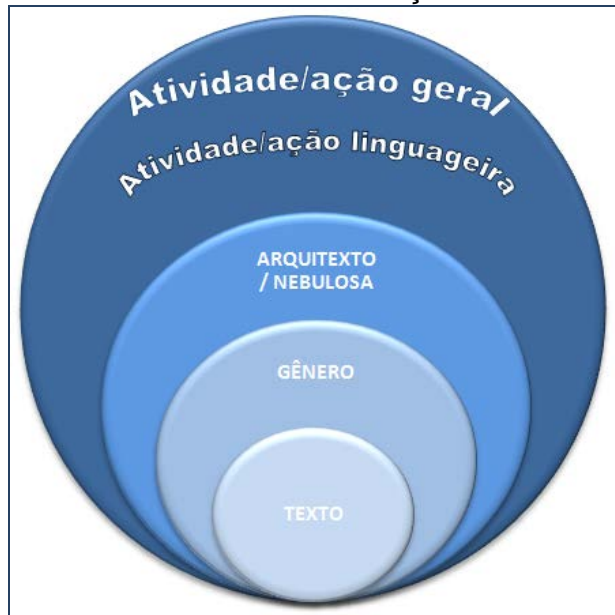 Atividade/ação geral
Atividade/ação linguageira
ARQUITEXTO
/ NEBULOSA
GÊNERO
TEXTO